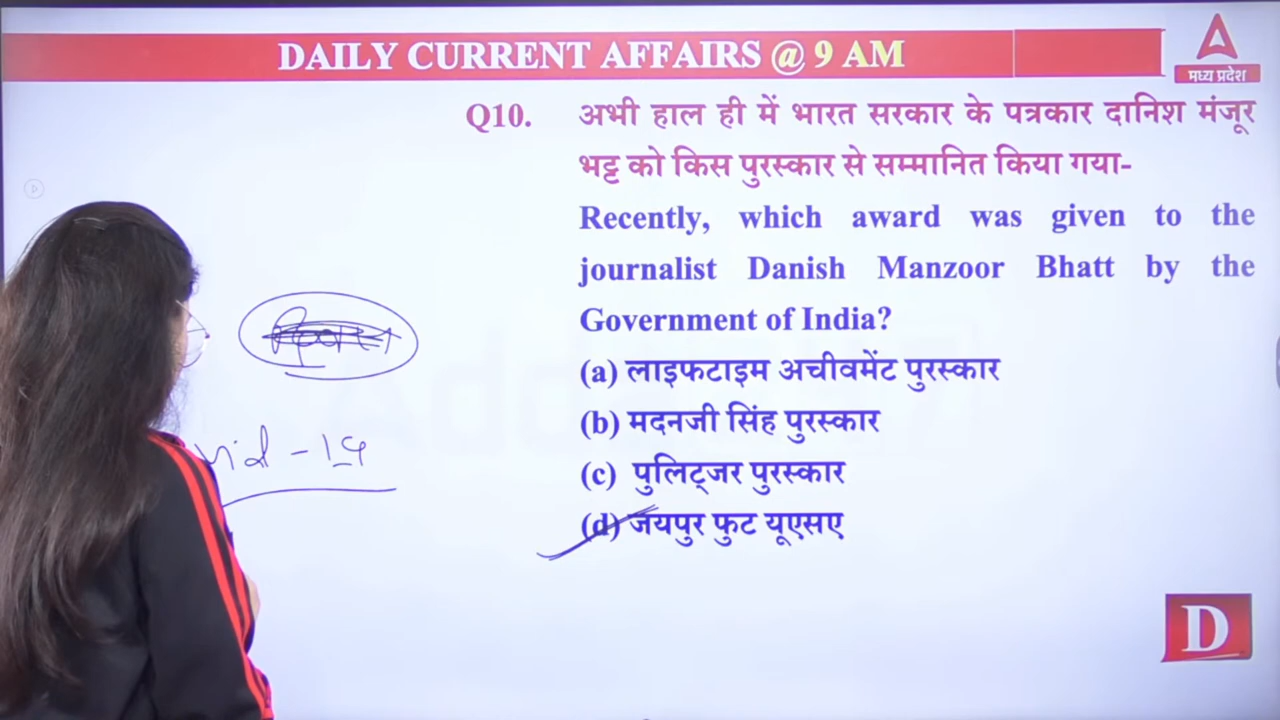 DAILY CURRENT AFFAIRS @ 9 AM
मध्य प्रदेश
Q10. अभी हाल ही में भारत सरकार के पत्रकार दानिश मंजूर
भट्ट को किस पुरस्कार से सम्मानित किया गया-
Recently, which award was given to the
journalist Danish Manzoor Bhatt by the
Government of India?
(a) लाइफटाइम अचीवमेंट पुरस्कार
(b) मदनजी सिंह पुरस्कार
(c) पुलिट्जर पुरस्कार
(d) जयपुर फुट यूएसए
vid - 19
D